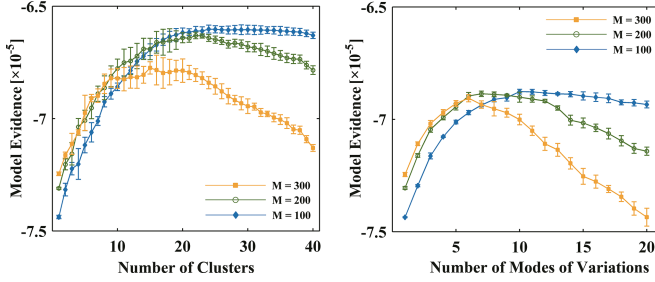 -6.5
-7
-7.5
10
20
30
40
Model Evidence [×10⁻⁵]
Number of Clusters
M = 300
M = 200
M = 100
-6.5
-7
-7.5
5
10
15
20
Model Evidence [×10⁻⁵]
Number of Modes of Variations
M = 300
M = 200
M = 100